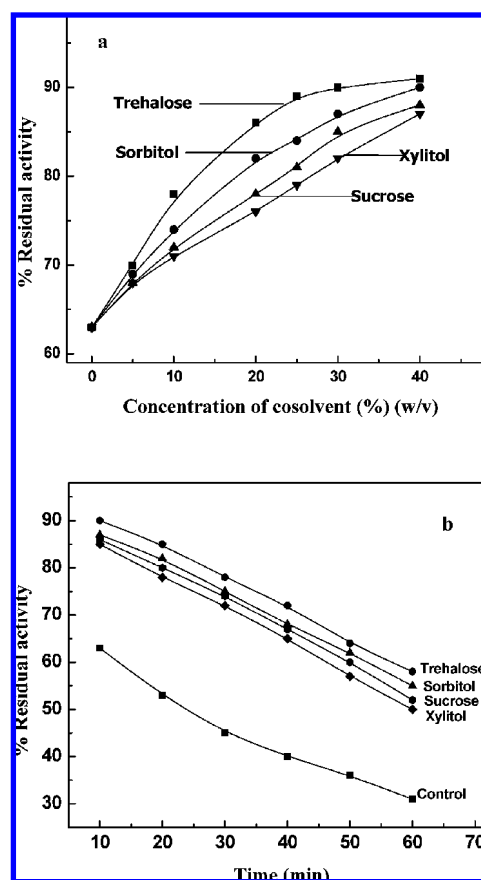 a
90
80
70
60
% Residual activity
Trehalose
Sorbitol
Xylitol
Sucrose
0 10 20 30 40
Concentration of cosolvent (%) (w/v)
b
90
80
70
60
50
40
30
% Residual activity
Trehalose
Sorbitol
Sucrose
Xylitol
Control
10 20 30 40 50 60 70
Time (min)